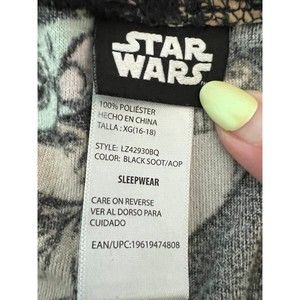 STAR
WARS
100% POLIÉSTER
HECHO EN CHINA
TALLA : XG(16-18)
STYLE: LZ42930BQ
COLOR: BLACK SOOT/AOP
SLEEPWEAR
CARE ON REVERSE
VER AL DORSO PARA
CUIDADO
EAN/UPC:19619474808